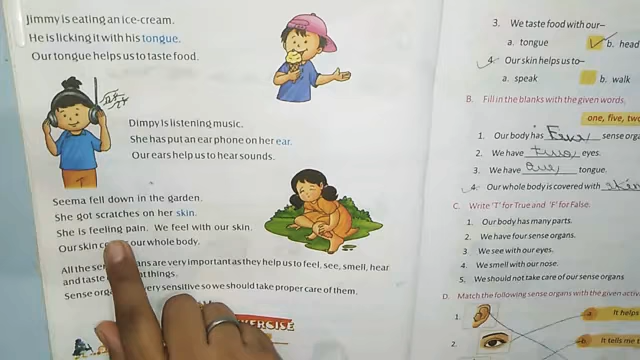 Jimmy is eating an ice-cream.
He is licking it with his tongue.
Our tongue helps us to taste food.
Dimpy is listening music.
She has put an ear phone on her ear.
Our ears help us to hear sounds.
Seema fell down in the garden.
She got scratches on her skin.
She is feeling pain. We feel with our skin.
Our skin our whole body.
All the are very important as they help us to feel, see, smell, hear
and taste things.
Sense very sensitive so we should take proper care of them.
3. We taste food with our–
a. tongue b. head
4. Our skin helps us to–
a. speak b. walk
B. Fill in the blanks with the given words.
one, five, two
1. Our body has sense
2. We have two eyes.
3. We have one tongue.
4. Our whole body is covered with
C. Write 'T' for True and 'F' for False.
1. Our body has many parts.
2. We have four sense organs.
3. We see with our eyes.
4. We smell with our nose.
5. We should not take care of our sense organs
D. Match the following sense organs with the given
1. a. It helps
2. b. It tells me